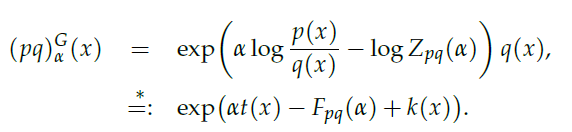 (pq)^G_α(x) = exp(α log p(x)/q(x) − log Z_pq(α)) q(x),
=:^* exp(αt(x) − F_pq(α) + k(x)).